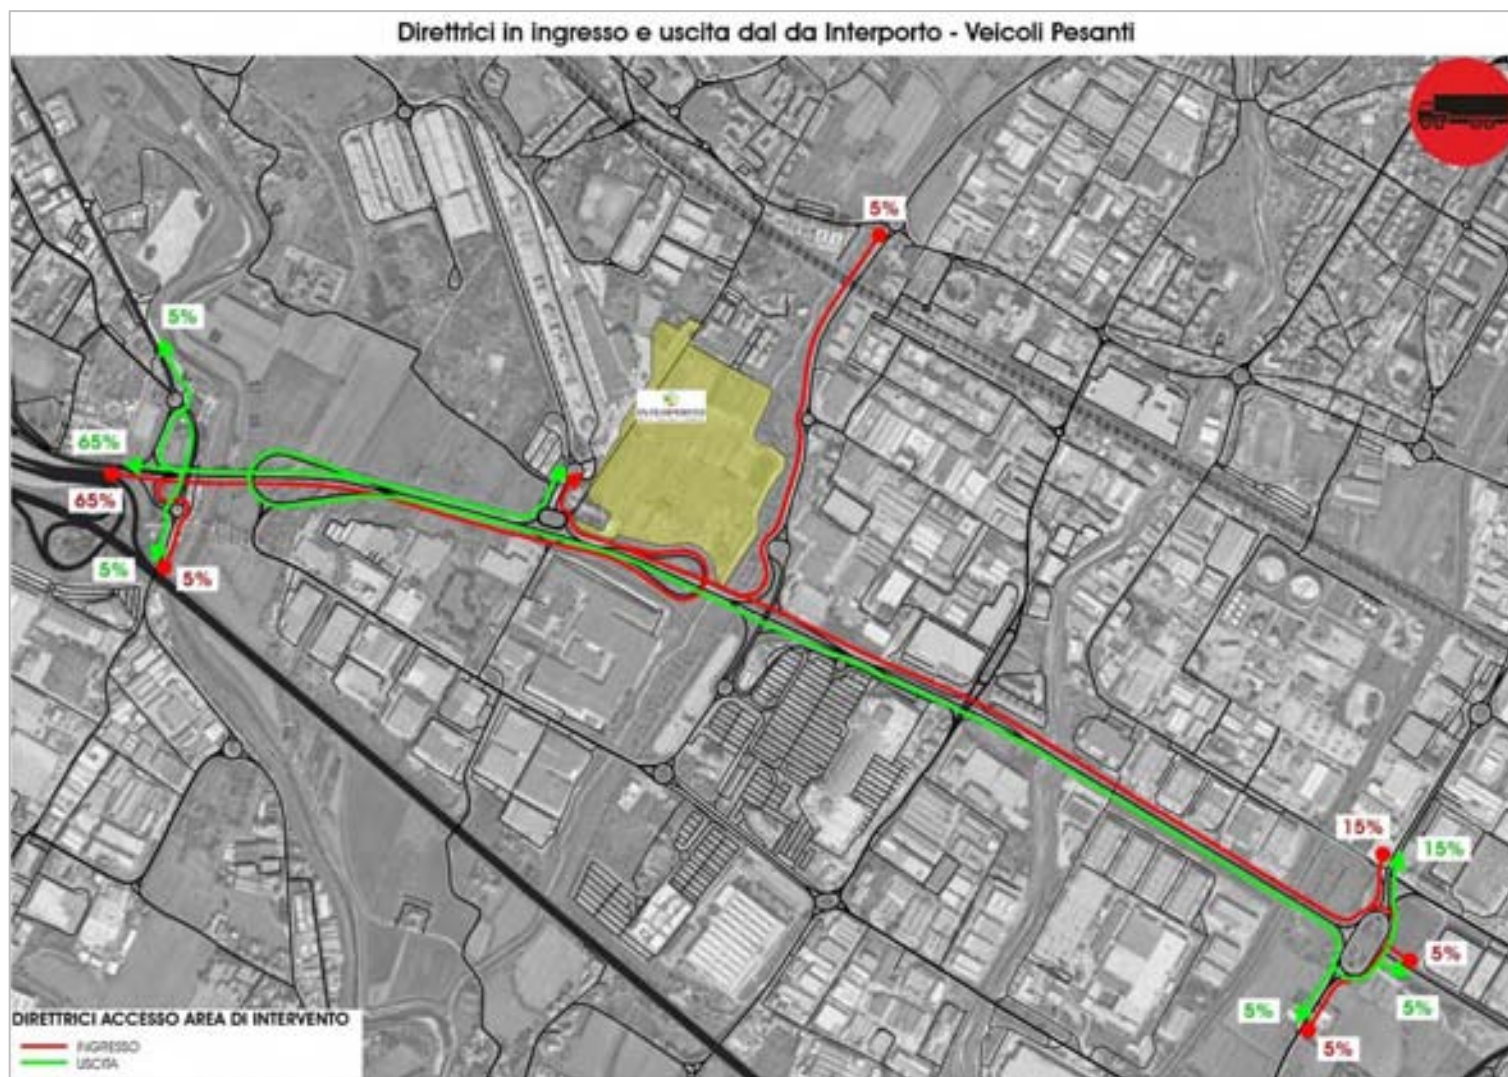 Direttrici in ingresso e uscita dal da Interporto - Veicoli Pesanti
5%
5%
65%
65%
5%
5%
INTERPORTO
15%
15%
5%
5%
5%
5%
DIRETTRICI ACCESSO AREA DI INTERVENTO
INGRESSO
USCITA